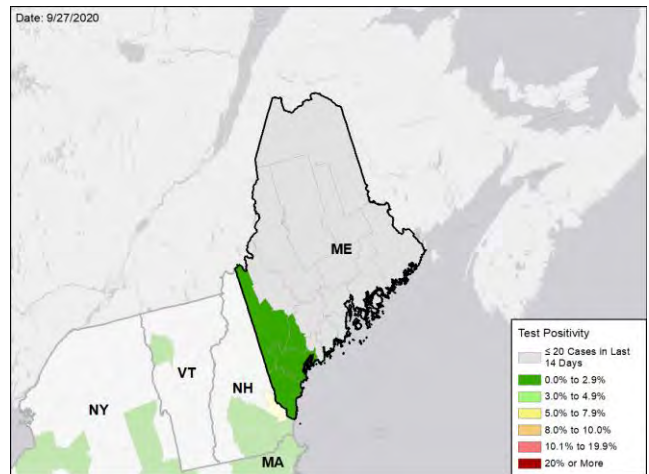 Date: 9/27/2020
ME
VT
NH
NY
MA
Test Positivity
≤ 20 Cases in Last
14 Days
0.0% to 2.9%
3.0% to 4.9%
5.0% to 7.9%
8.0% to 10.0%
10.1% to 19.9%
20% or More